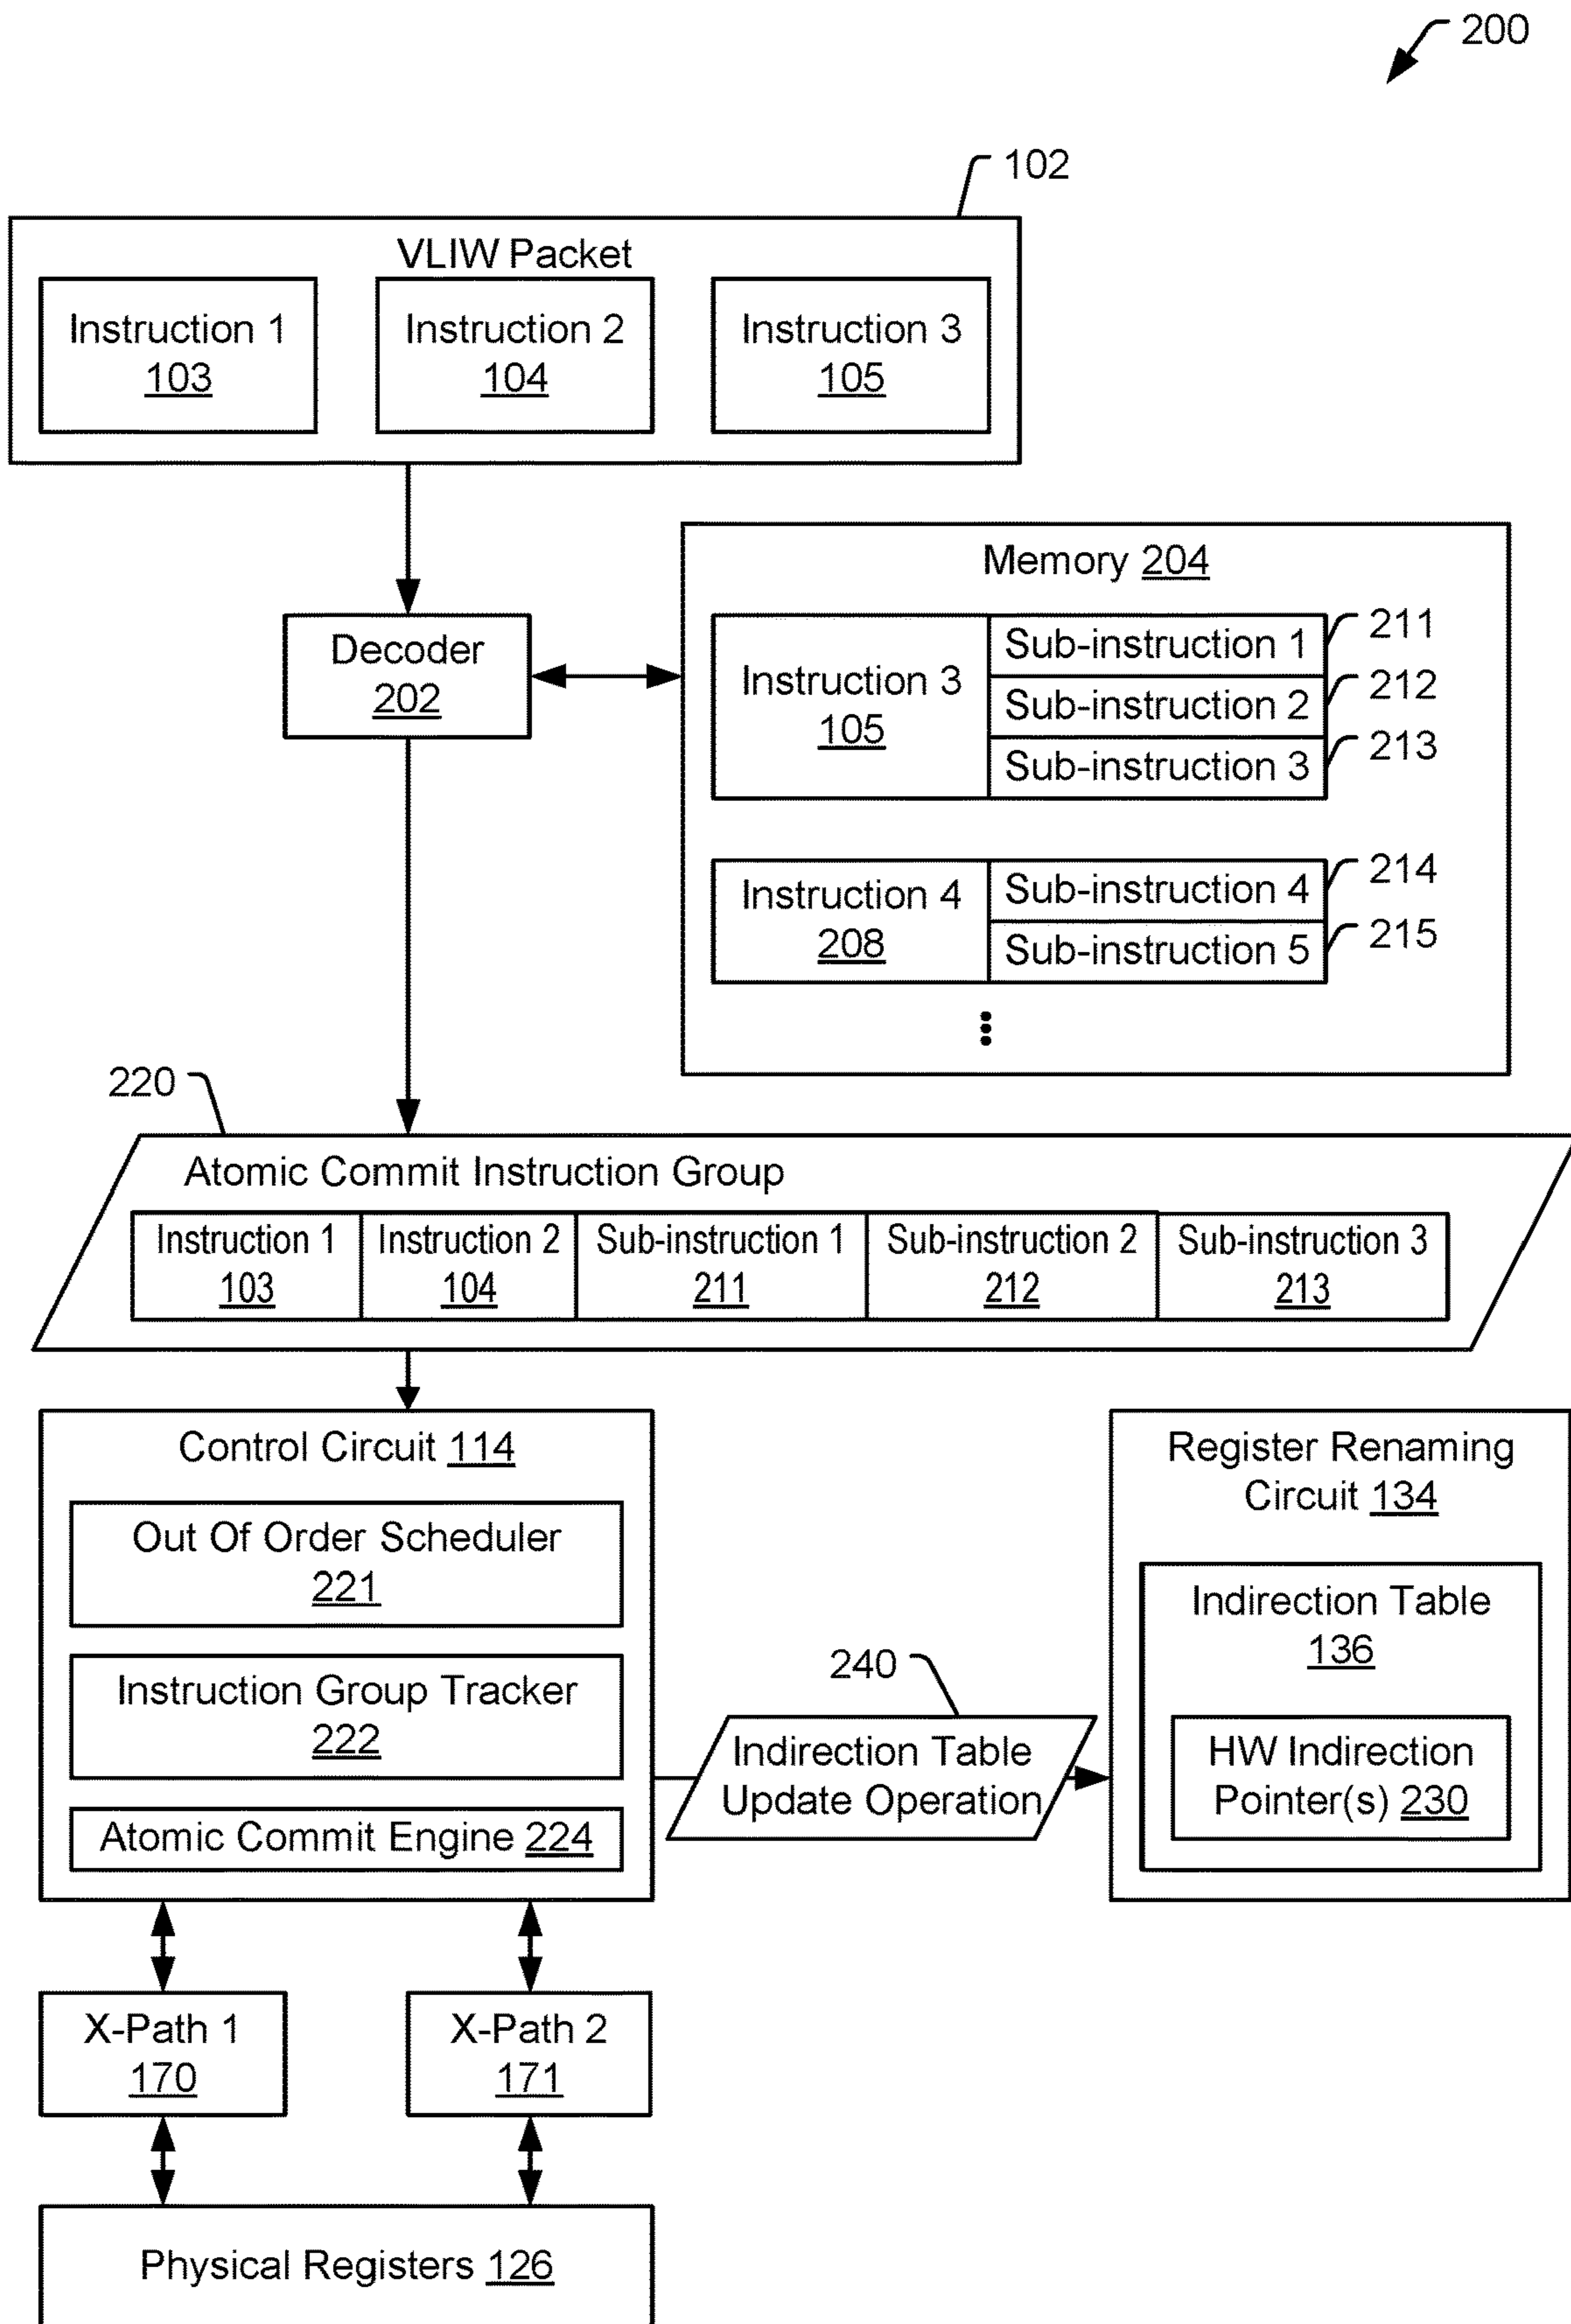 200
102
VLIW Packet
Instruction 1
103
Instruction 2
104
Instruction 3
105
Decoder
202
Memory 204
Instruction 3
105
Sub-instruction 1
211
Sub-instruction 2
212
Sub-instruction 3
213
Instruction 4
208
Sub-instruction 4
214
Sub-instruction 5
215
220
Atomic Commit Instruction Group
Instruction 1
103
Instruction 2
104
Sub-instruction 1
211
Sub-instruction 2
212
Sub-instruction 3
213
Control Circuit 114
Out Of Order Scheduler
221
Instruction Group Tracker
222
Atomic Commit Engine 224
240
Indirection Table
Update Operation
Register Renaming
Circuit 134
Indirection Table
136
HW Indirection
Pointer(s) 230
X-Path 1
170
X-Path 2
171
Physical Registers 126